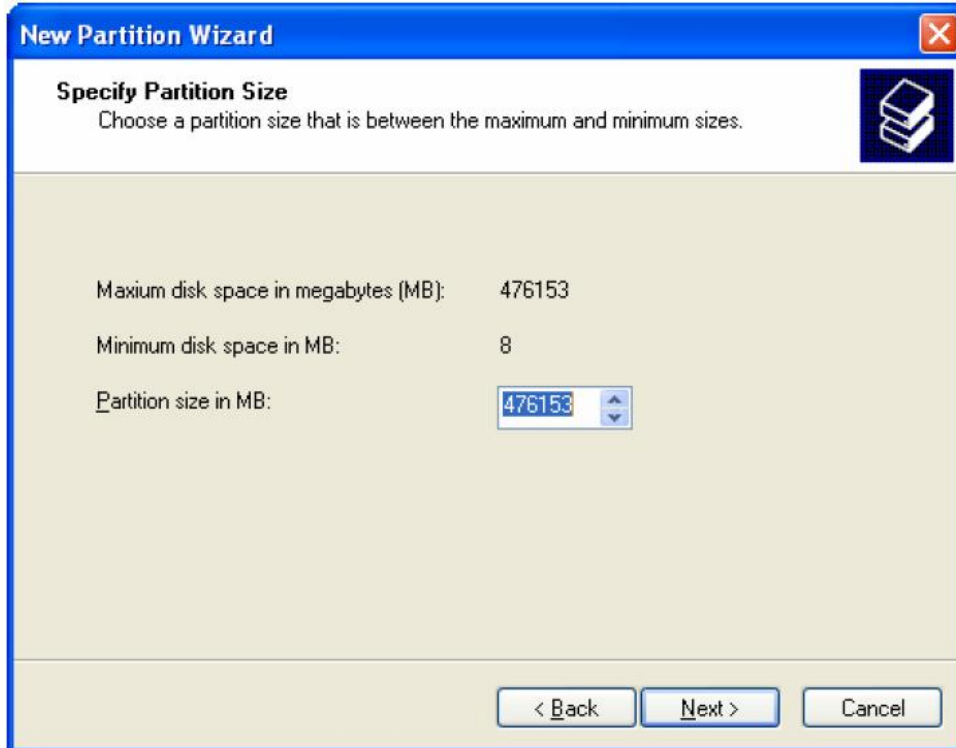 New Partition Wizard
Specify Partition Size
Choose a partition size that is between the maximum and minimum sizes.
Maxium disk space in megabytes (MB): 476153
Minimum disk space in MB: 8
Partition size in MB: 476153
< Back Next > Cancel